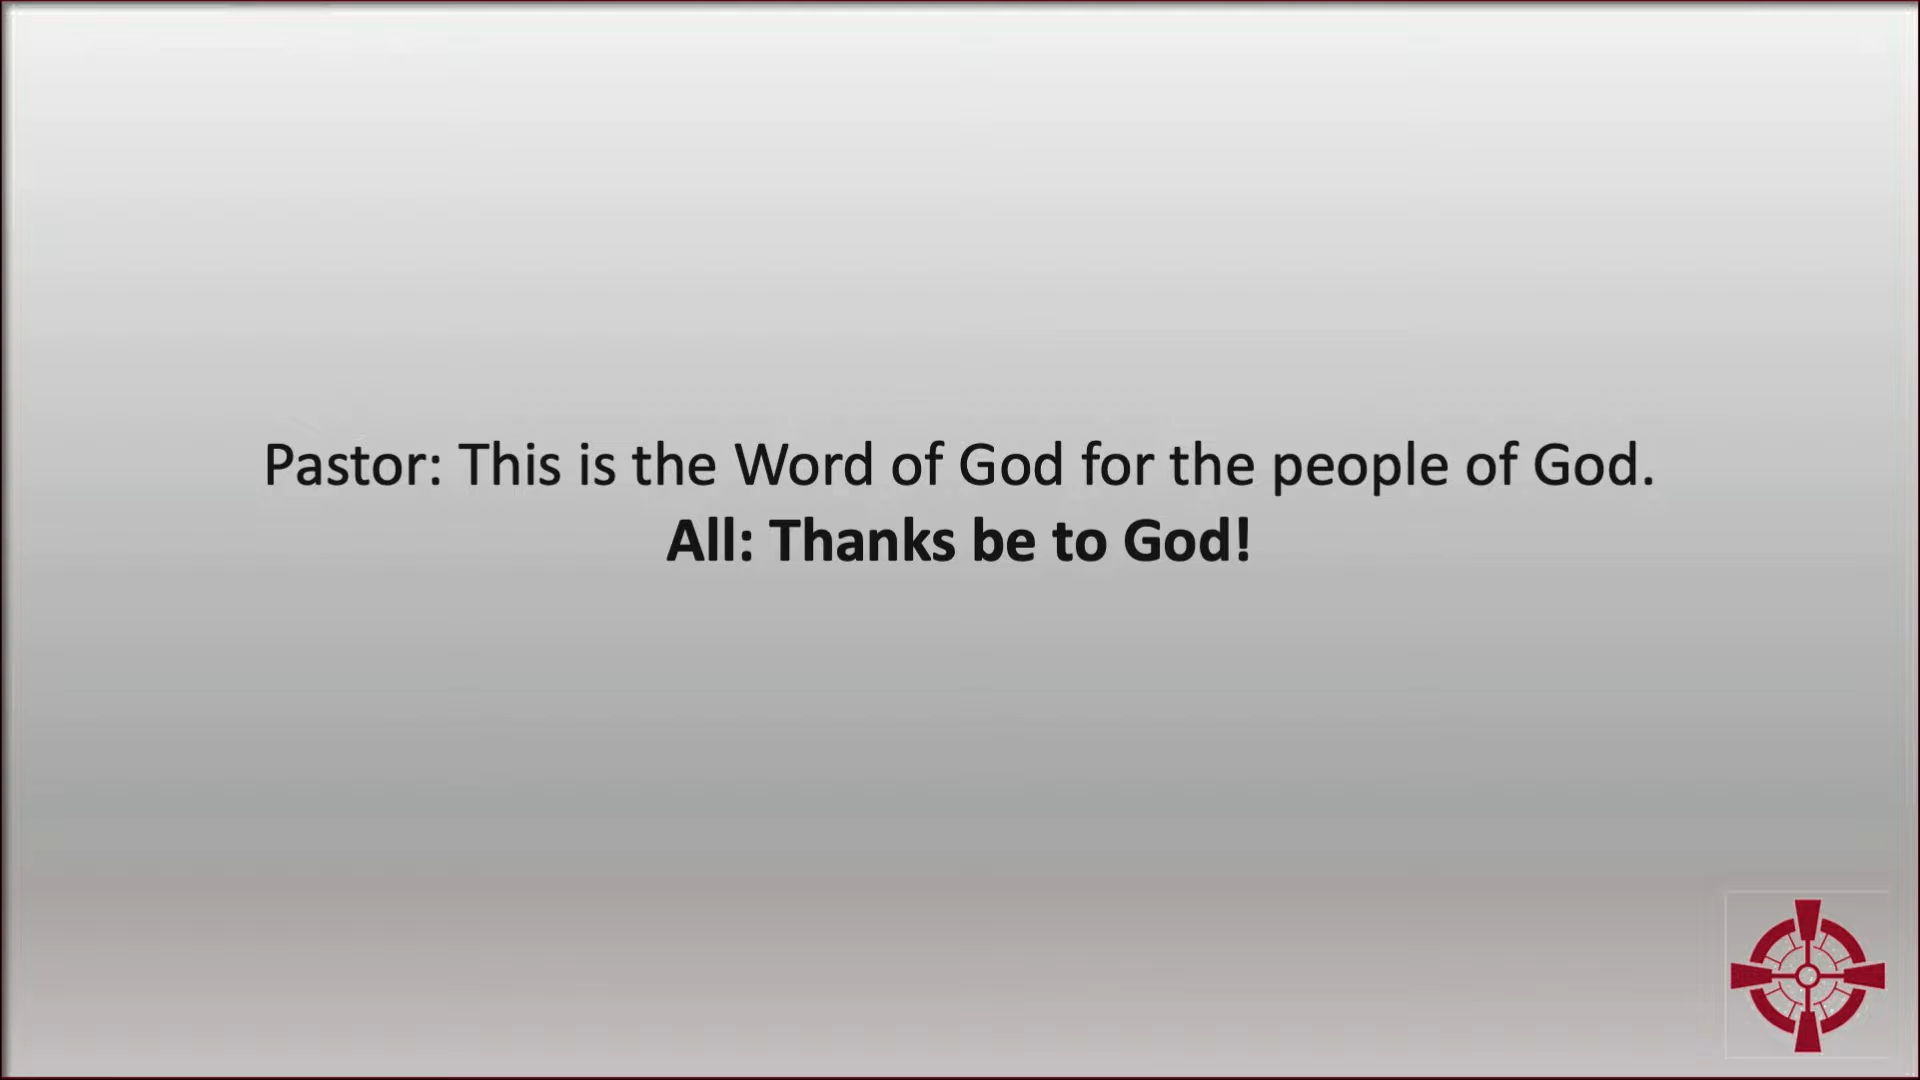 Pastor: This is the Word of God for the people of God.
All: Thanks be to God!